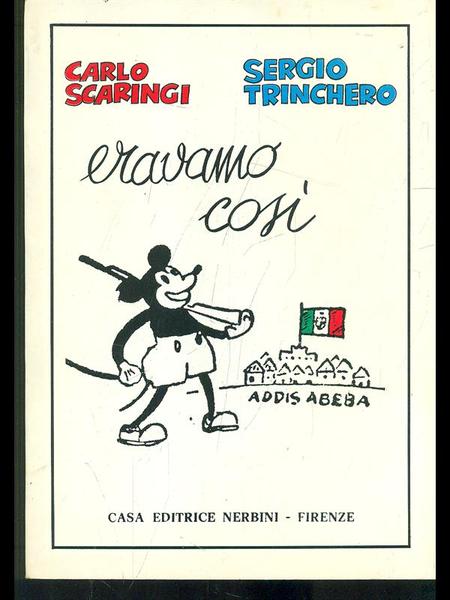 CARLO SCARINGI
SERGIO TRINCHERO
eravamo
così
ADDIS ABEBA
CASA EDITRICE NERBINI - FIRENZE